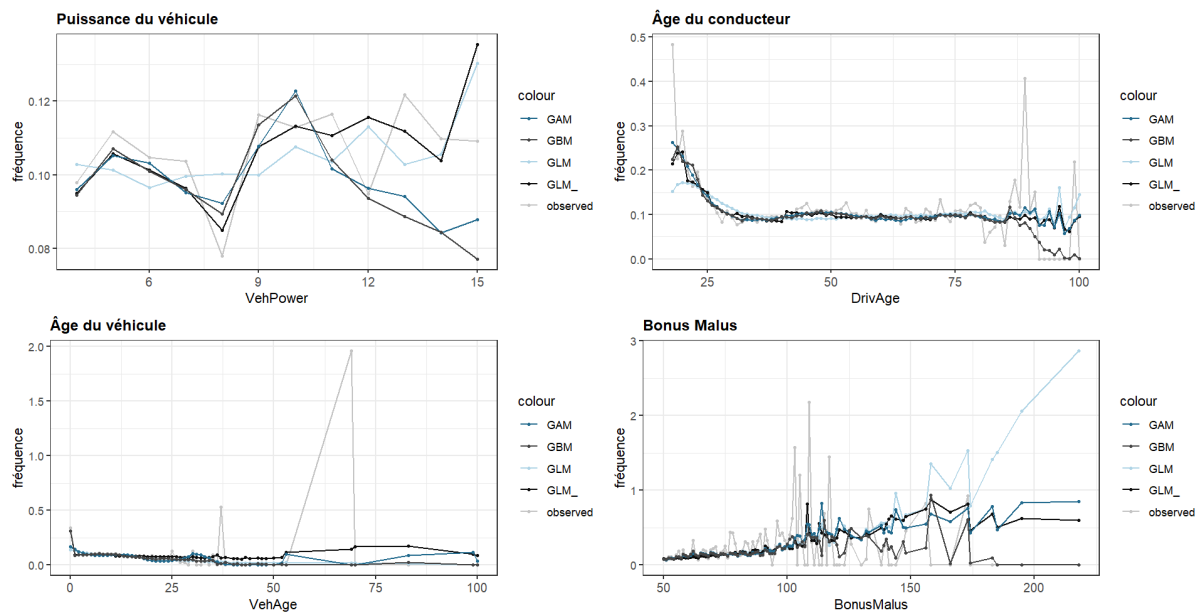 Puissance du véhicule
0.12
0.10
0.08
fréquence
6
9
12
15
VehPower
colour
GAM
GBM
GLM
GLM_
observed
Âge du conducteur
0.5
0.4
0.3
0.2
0.1
0.0
fréquence
25
50
75
100
DrivAge
colour
GAM
GBM
GLM
GLM_
observed
Âge du véhicule
2.0
1.5
1.0
0.5
0.0
fréquence
0
25
50
75
100
VehAge
colour
GAM
GBM
GLM
GLM_
observed
Bonus Malus
3
2
1
0
fréquence
50
100
150
200
BonusMalus
colour
GAM
GBM
GLM
GLM_
observed